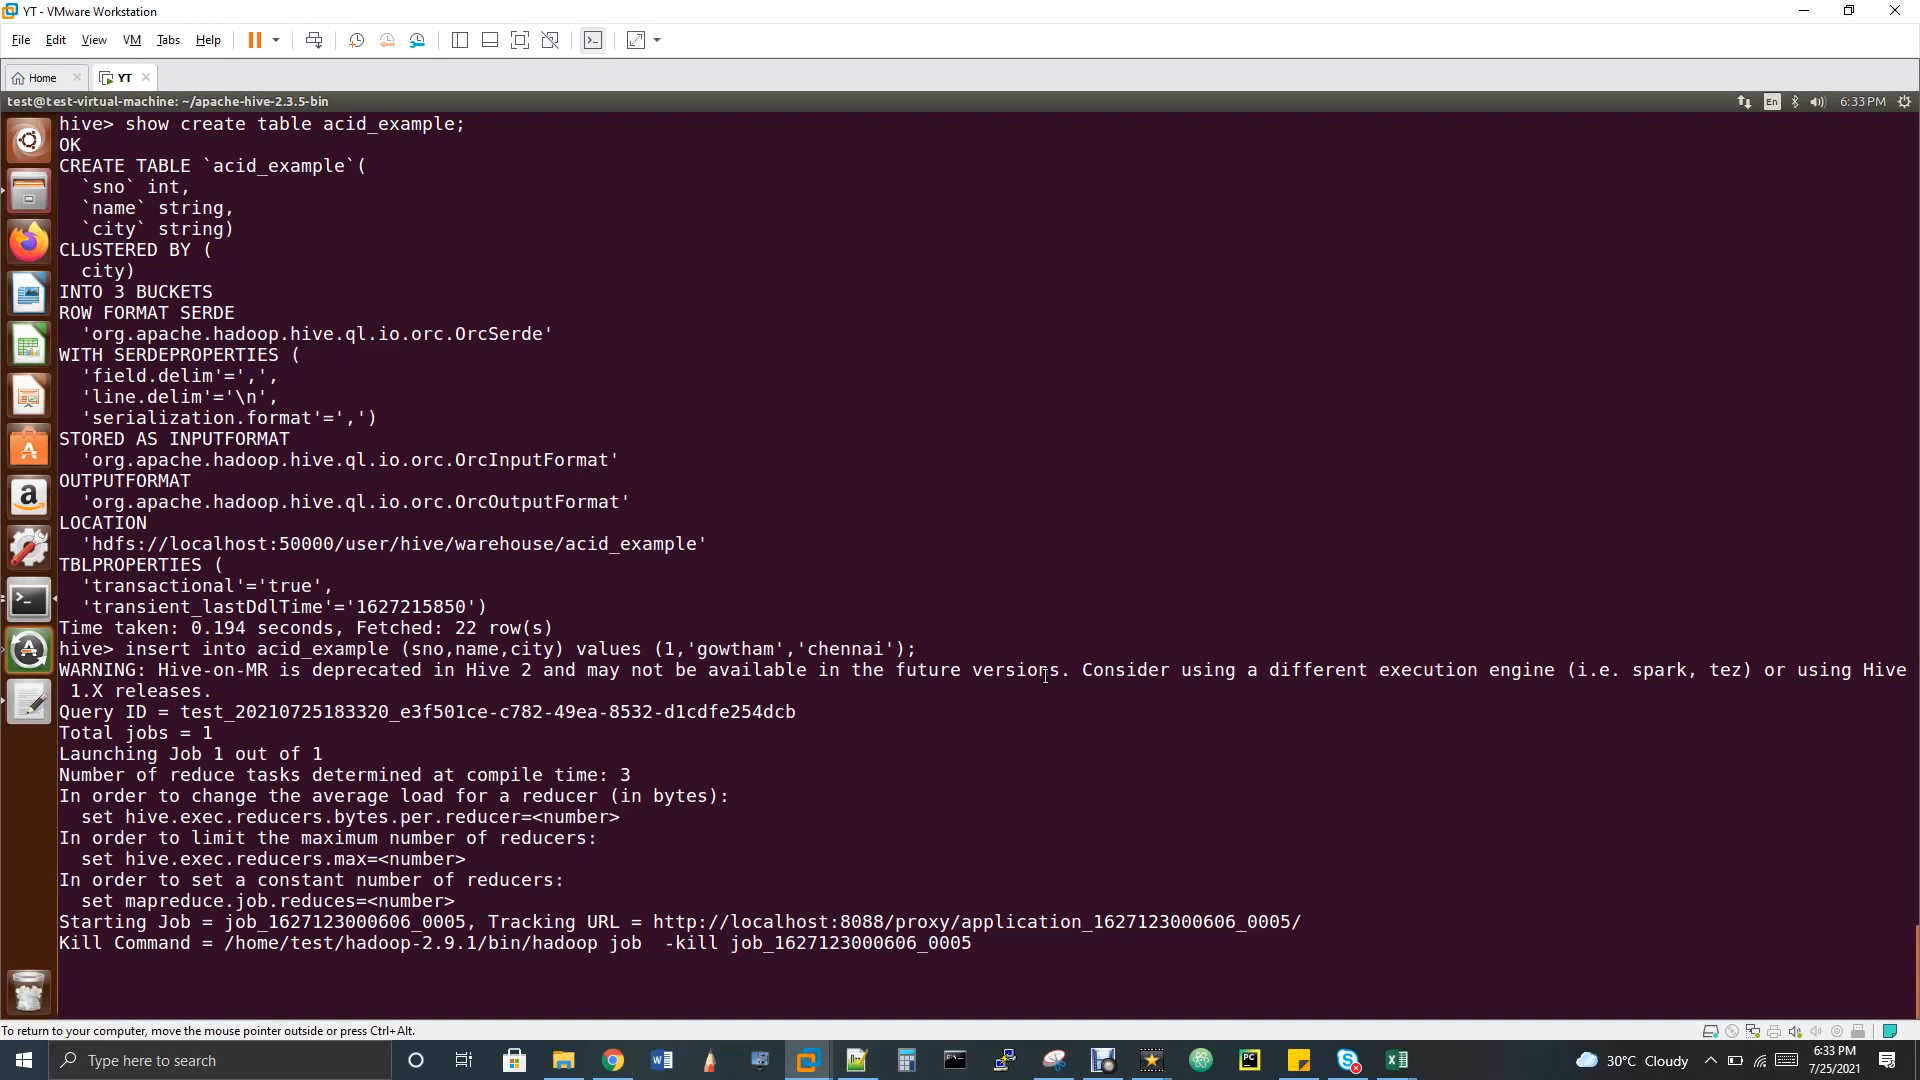 YT - VMware Workstation
File Edit View VM Tabs Help
Home YT
test@test-virtual-machine: ~/apache-hive-2.3.5-bin En 6:33 PM
hive> show create table acid_example;
OK
CREATE TABLE `acid_example`(
  `sno` int,
  `name` string,
  `city` string)
CLUSTERED BY (
  city)
INTO 3 BUCKETS
ROW FORMAT SERDE
  'org.apache.hadoop.hive.ql.io.orc.OrcSerde'
WITH SERDEPROPERTIES (
  'field.delim'=',',
  'line.delim'='\n',
  'serialization.format'=',')
STORED AS INPUTFORMAT
  'org.apache.hadoop.hive.ql.io.orc.OrcInputFormat'
OUTPUTFORMAT
  'org.apache.hadoop.hive.ql.io.orc.OrcOutputFormat'
LOCATION
  'hdfs://localhost:50000/user/hive/warehouse/acid_example'
TBLPROPERTIES (
  'transactional'='true',
  'transient_lastDdlTime'='1627215850')
Time taken: 0.194 seconds, Fetched: 22 row(s)
hive> insert into acid_example (sno,name,city) values (1,'gowtham','chennai');
WARNING: Hive-on-MR is deprecated in Hive 2 and may not be available in the future versions. Consider using a different execution engine (i.e. spark, tez) or using Hive
 1.X releases.
Query ID = test_20210725183320_e3f501ce-c782-49ea-8532-d1cdfe254dcb
Total jobs = 1
Launching Job 1 out of 1
Number of reduce tasks determined at compile time: 3
In order to change the average load for a reducer (in bytes):
  set hive.exec.reducers.bytes.per.reducer=<number>
In order to limit the maximum number of reducers:
  set hive.exec.reducers.max=<number>
In order to set a constant number of reducers:
  set mapreduce.job.reduces=<number>
Starting Job = job_1627123000606_0005, Tracking URL = http://localhost:8088/proxy/application_1627123000606_0005/
Kill Command = /home/test/hadoop-2.9.1/bin/hadoop job  -kill job_1627123000606_0005
To return to your computer, move the mouse pointer outside or press Ctrl+Alt.
Type here to search 30°C Cloudy 6:33 PM
7/25/2021